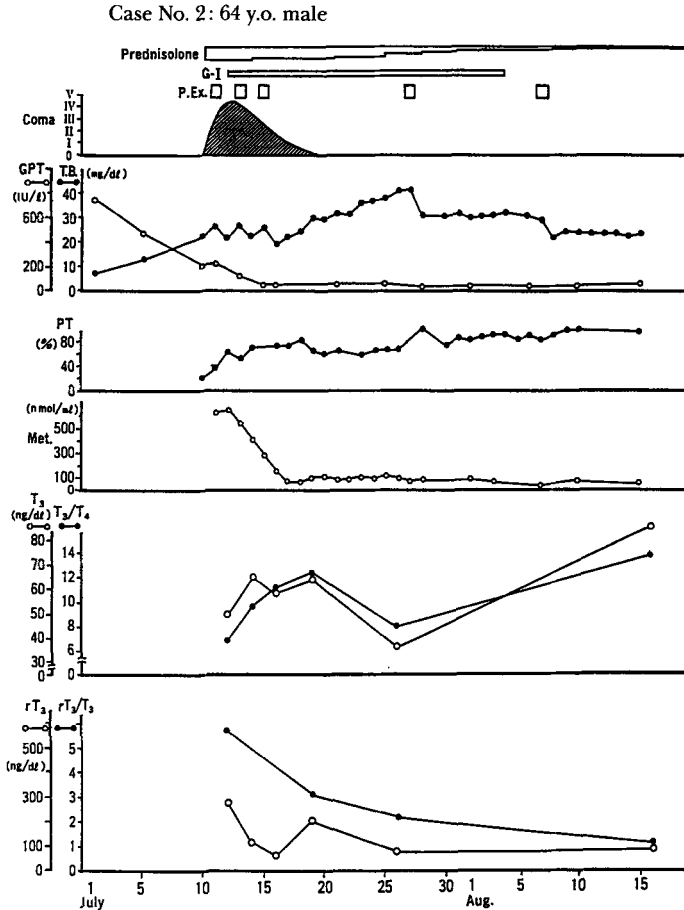 Case No. 2: 64 y.o. male
Prednisolone
G-I
P.Ex.
Coma
V
IV
III
II
I
0
GPT
(IU/ℓ)
600
200
0
T.B. (mg/dℓ)
40
30
20
10
0
PT
(%)
80
40
0
(n mol/mℓ)
Met.
500
300
100
0
T₃
(ng/dℓ)
80
70
60
50
40
30
0
T₃/T₄
14
12
10
8
6
0
rT₃
500
(ng/dℓ)
300
100
0
rT₃/T₃
5
4
3
2
1
0
1 5 10 15 20 25 30 1 5 10 15
July Aug.